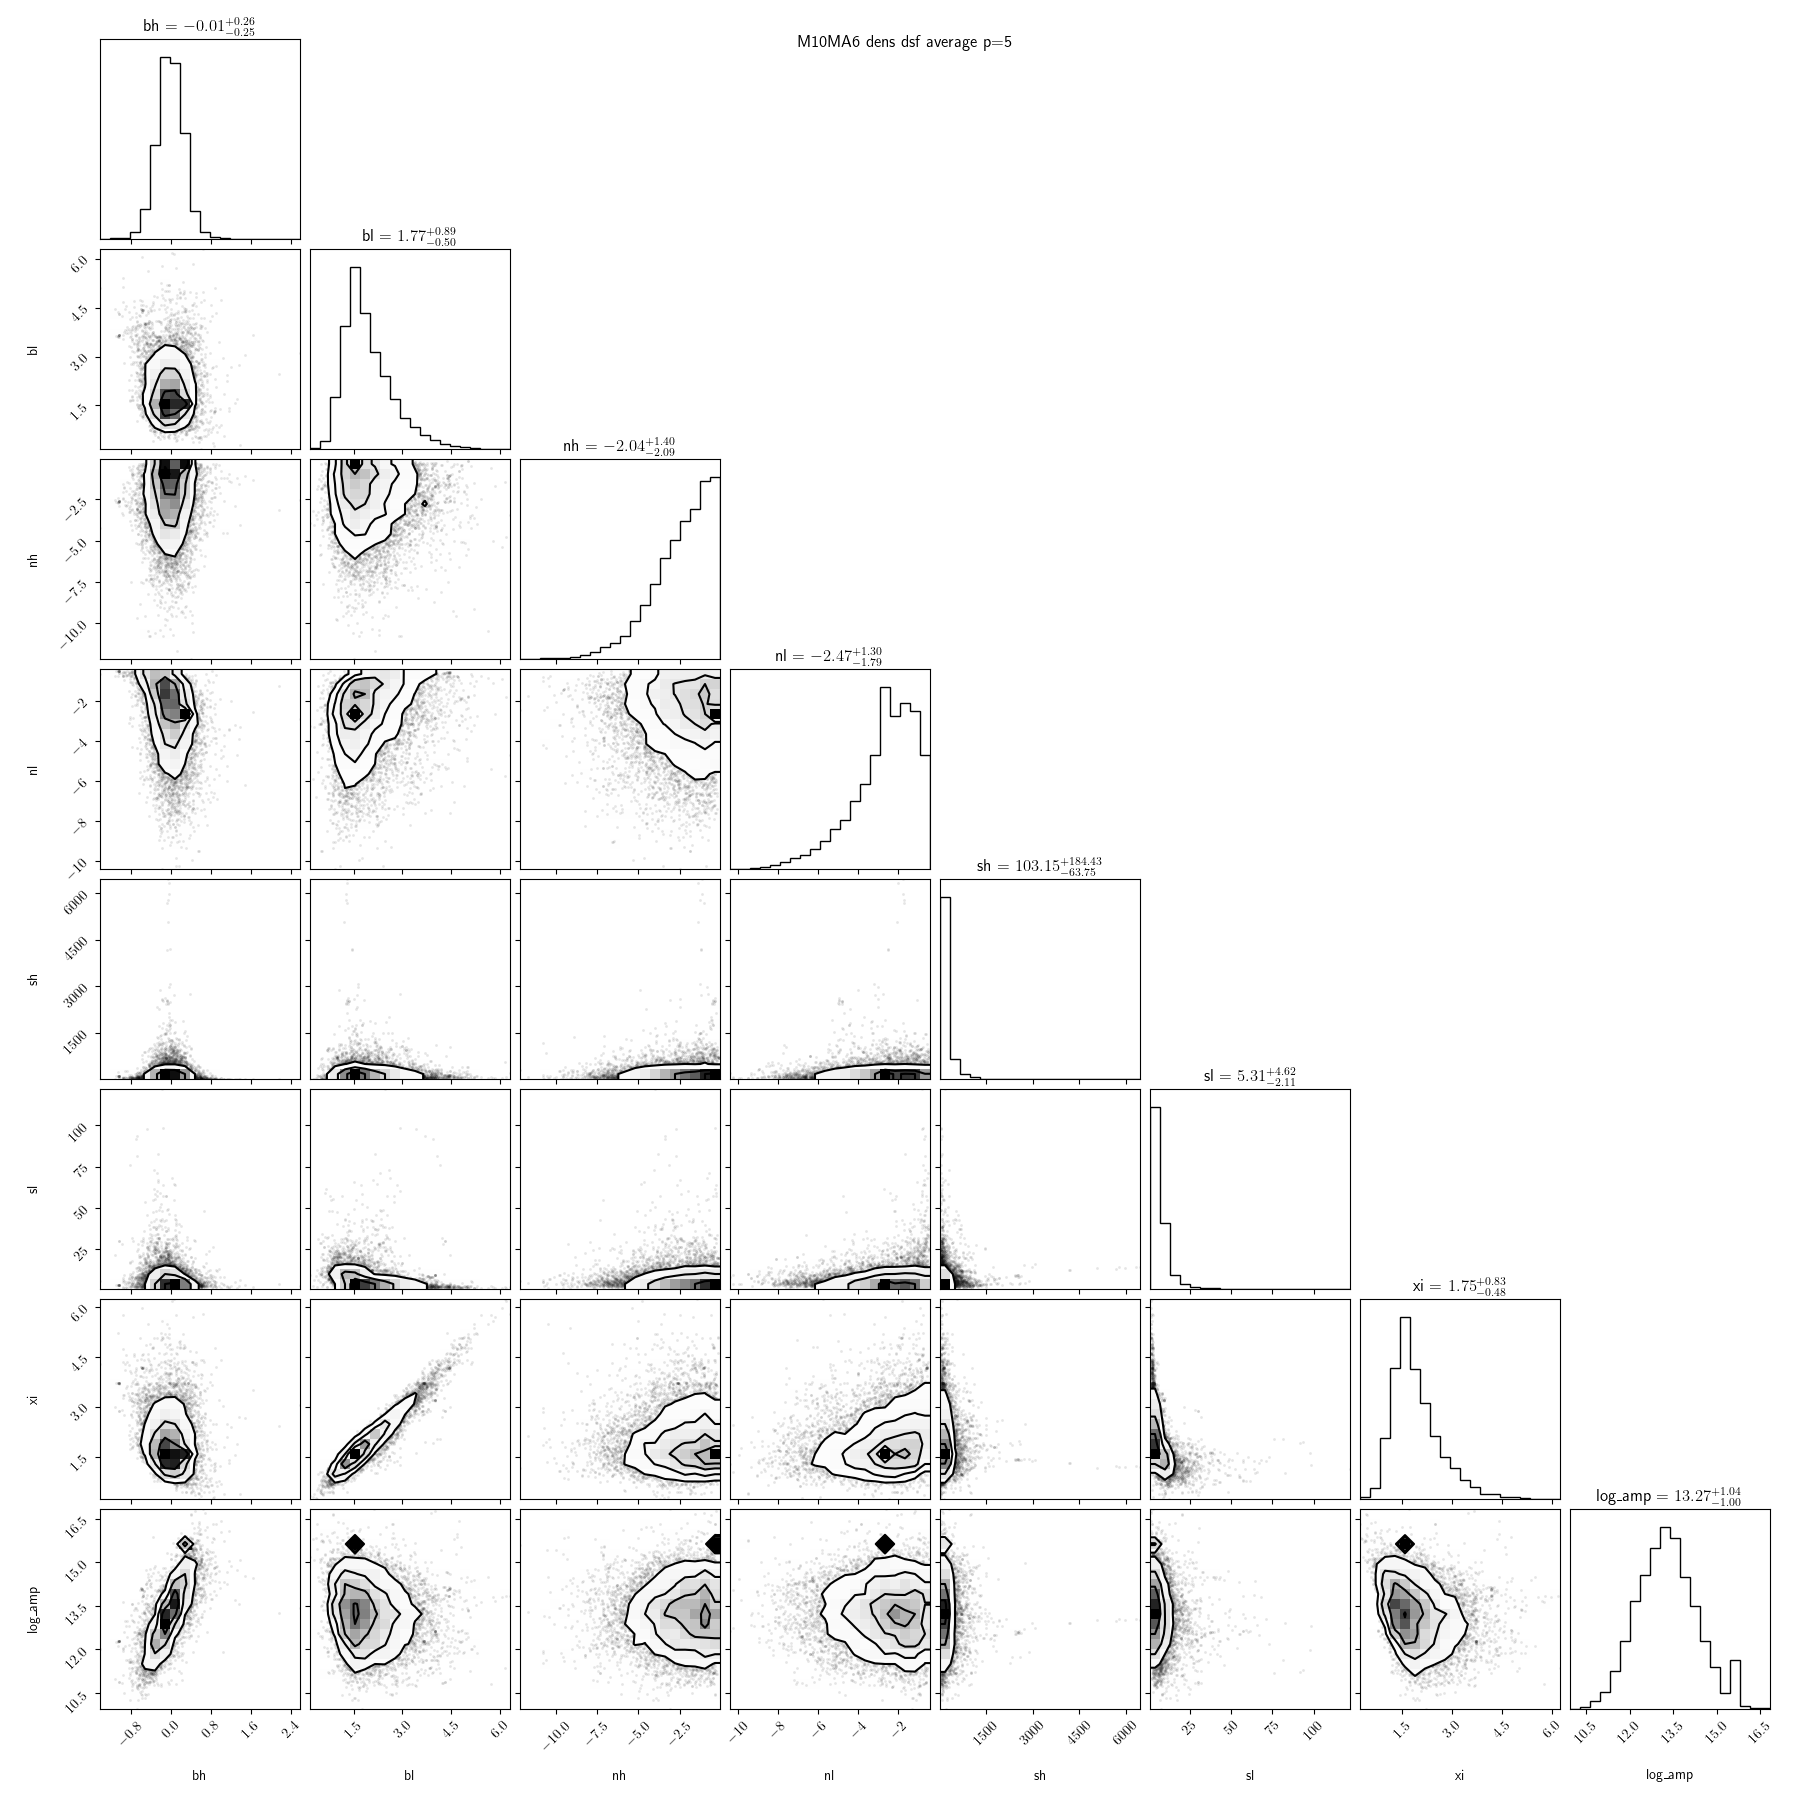 bh = −0.01+0.26−0.25
M10MA6 dens dsf average p=5
bl = 1.77+0.89−0.50
6.0
4.5
3.0
1.5
bl
nh = −2.04+1.40−2.09
−2.5
−5.0
−7.5
−10.0
nh
nl = −2.47+1.30−1.79
−2
−4
−6
−8
−10
nl
sh = 103.15+184.43−63.75
6000
4500
3000
1500
sh
sl = 5.31+4.62−2.11
100
75
50
25
sl
xi = 1.75+0.83−0.48
6.0
4.5
3.0
1.5
xi
log_amp = 13.27+1.04−1.00
16.5
15.0
13.5
12.0
10.5
log_amp
−0.8 0.0 0.8 1.6 2.4
1.5 3.0 4.5 6.0
−10.0 −7.5 −5.0 −2.5
−10 −8 −6 −4 −2
1500 3000 4500 6000
25 50 75 100
1.5 3.0 4.5 6.0
10.5 12.0 13.5 15.0 16.5
bh bl nh nl sh sl xi log_amp